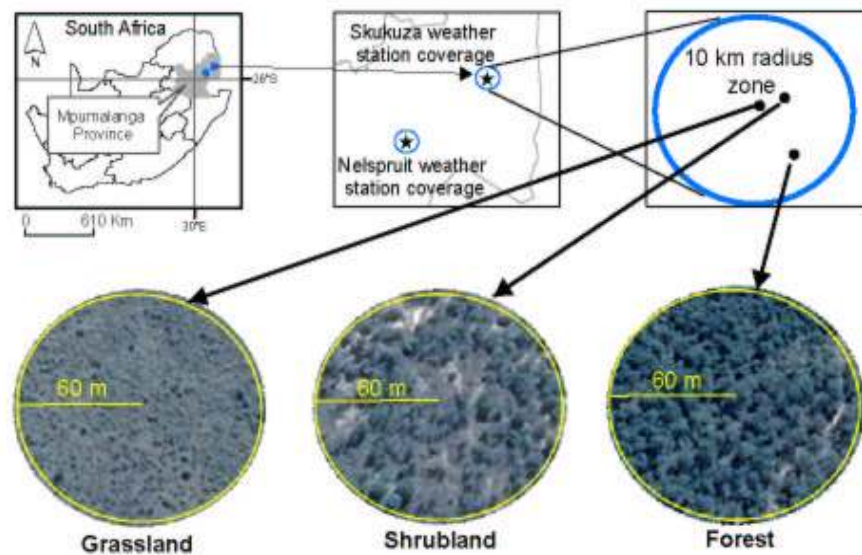 South Africa
N
26°S
Mpumalanga
Province
0 610 Km
30°E
Skukuza weather
station coverage
Nelspruit weather
station coverage
10 km radius
zone
60 m
60 m
60 m
Grassland
Shrubland
Forest